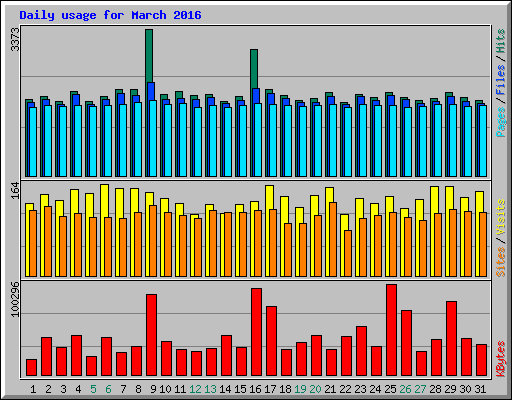 Daily usage for March 2016
3373
Pages / Files / Hits
164
Sites / Visits
100296
KBytes
1 2 3 4 5 6 7 8 9 10 11 12 13 14 15 16 17 18 19 20 21 22 23 24 25 26 27 28 29 30 31